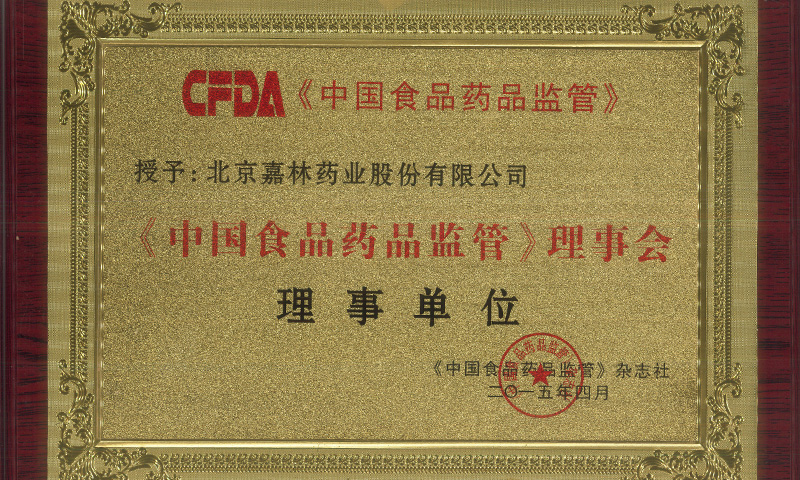 CFDA《中国食品药品监管》
授予:北京嘉林药业股份有限公司
《中国食品药品监管》理事会
理事单位
《中国食品药品监管》杂志社
二〇一五年四月